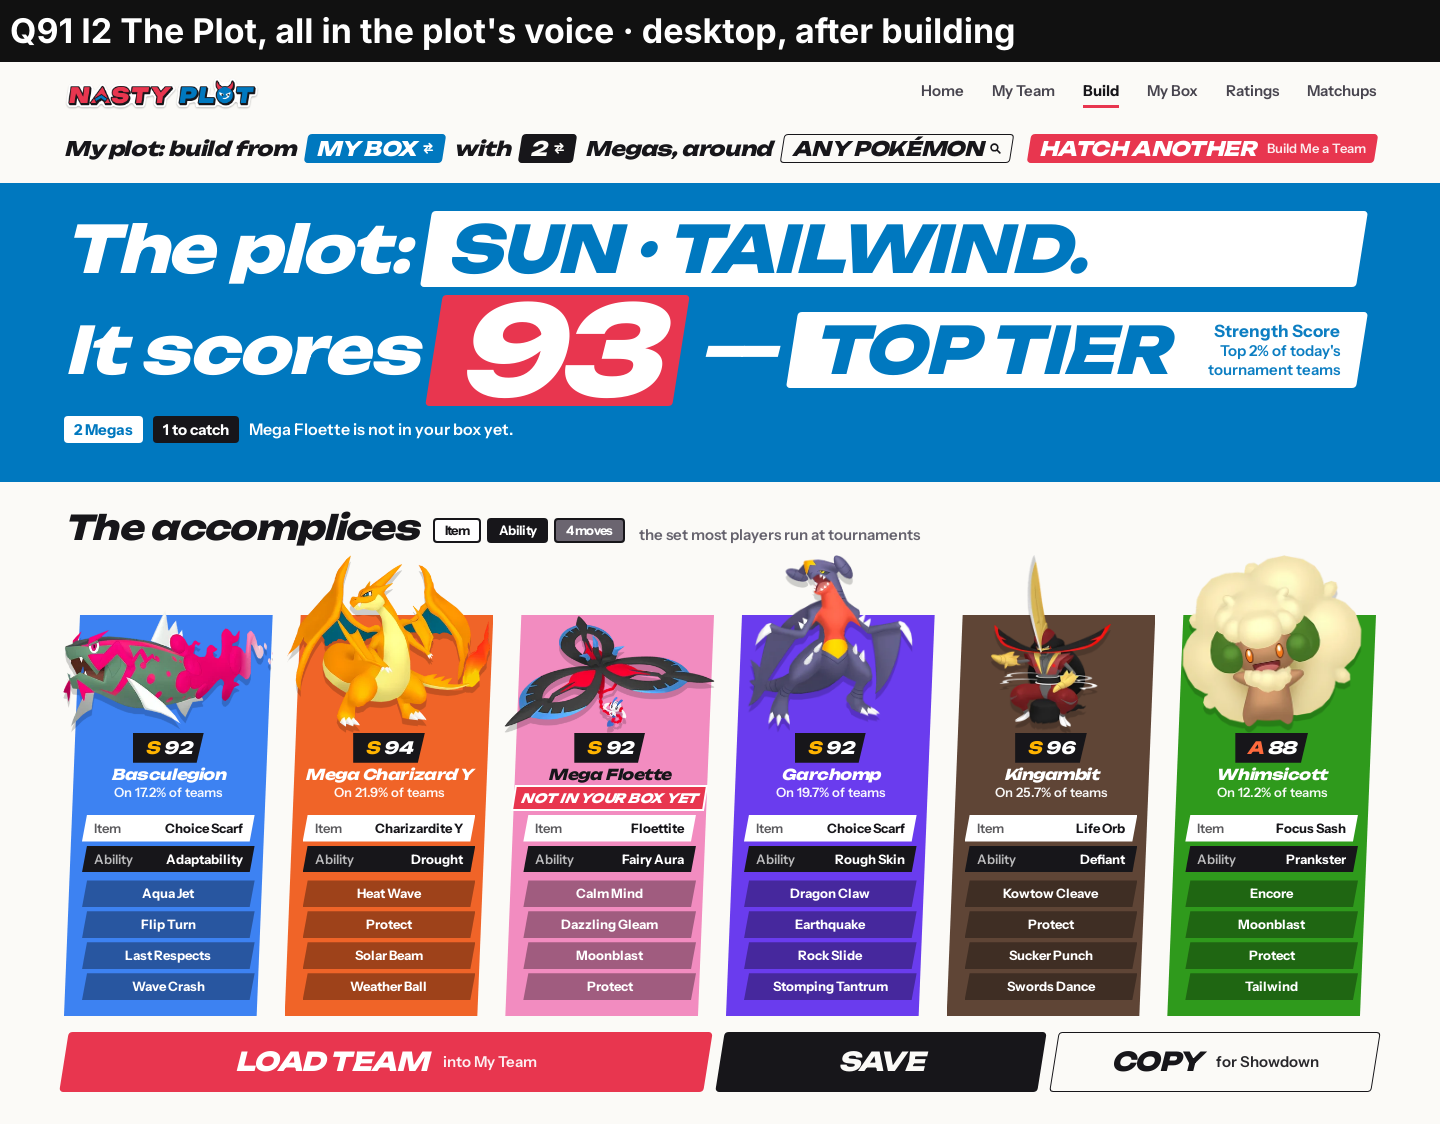 Q91 I2 The Plot, all in the plot's voice · desktop, after building
NASTY PLOT
Home My Team Build My Box Ratings Matchups
My plot: build from MY BOX ⇄ with 2 ⇄ Megas, around ANY POKÉMON HATCH ANOTHER Build Me a Team
The plot: SUN · TAILWIND.
It scores 93 — TOP TIER
Strength Score
Top 2% of today's
tournament teams
2 Megas 1 to catch Mega Floette is not in your box yet.
The accomplices Item Ability 4 moves the set most players run at tournaments
S 92
Basculegion
On 17.2% of teams
Item Choice Scarf
Ability Adaptability
Aqua Jet
Flip Turn
Last Respects
Wave Crash
S 94
Mega Charizard Y
On 21.9% of teams
Item Charizardite Y
Ability Drought
Heat Wave
Protect
Solar Beam
Weather Ball
S 92
Mega Floette
NOT IN YOUR BOX YET
Item Floettite
Ability Fairy Aura
Calm Mind
Dazzling Gleam
Moonblast
Protect
S 92
Garchomp
On 19.7% of teams
Item Choice Scarf
Ability Rough Skin
Dragon Claw
Earthquake
Rock Slide
Stomping Tantrum
S 96
Kingambit
On 25.7% of teams
Item Life Orb
Ability Defiant
Kowtow Cleave
Protect
Sucker Punch
Swords Dance
A 88
Whimsicott
On 12.2% of teams
Item Focus Sash
Ability Prankster
Encore
Moonblast
Protect
Tailwind
LOAD TEAM into My Team
SAVE
COPY for Showdown